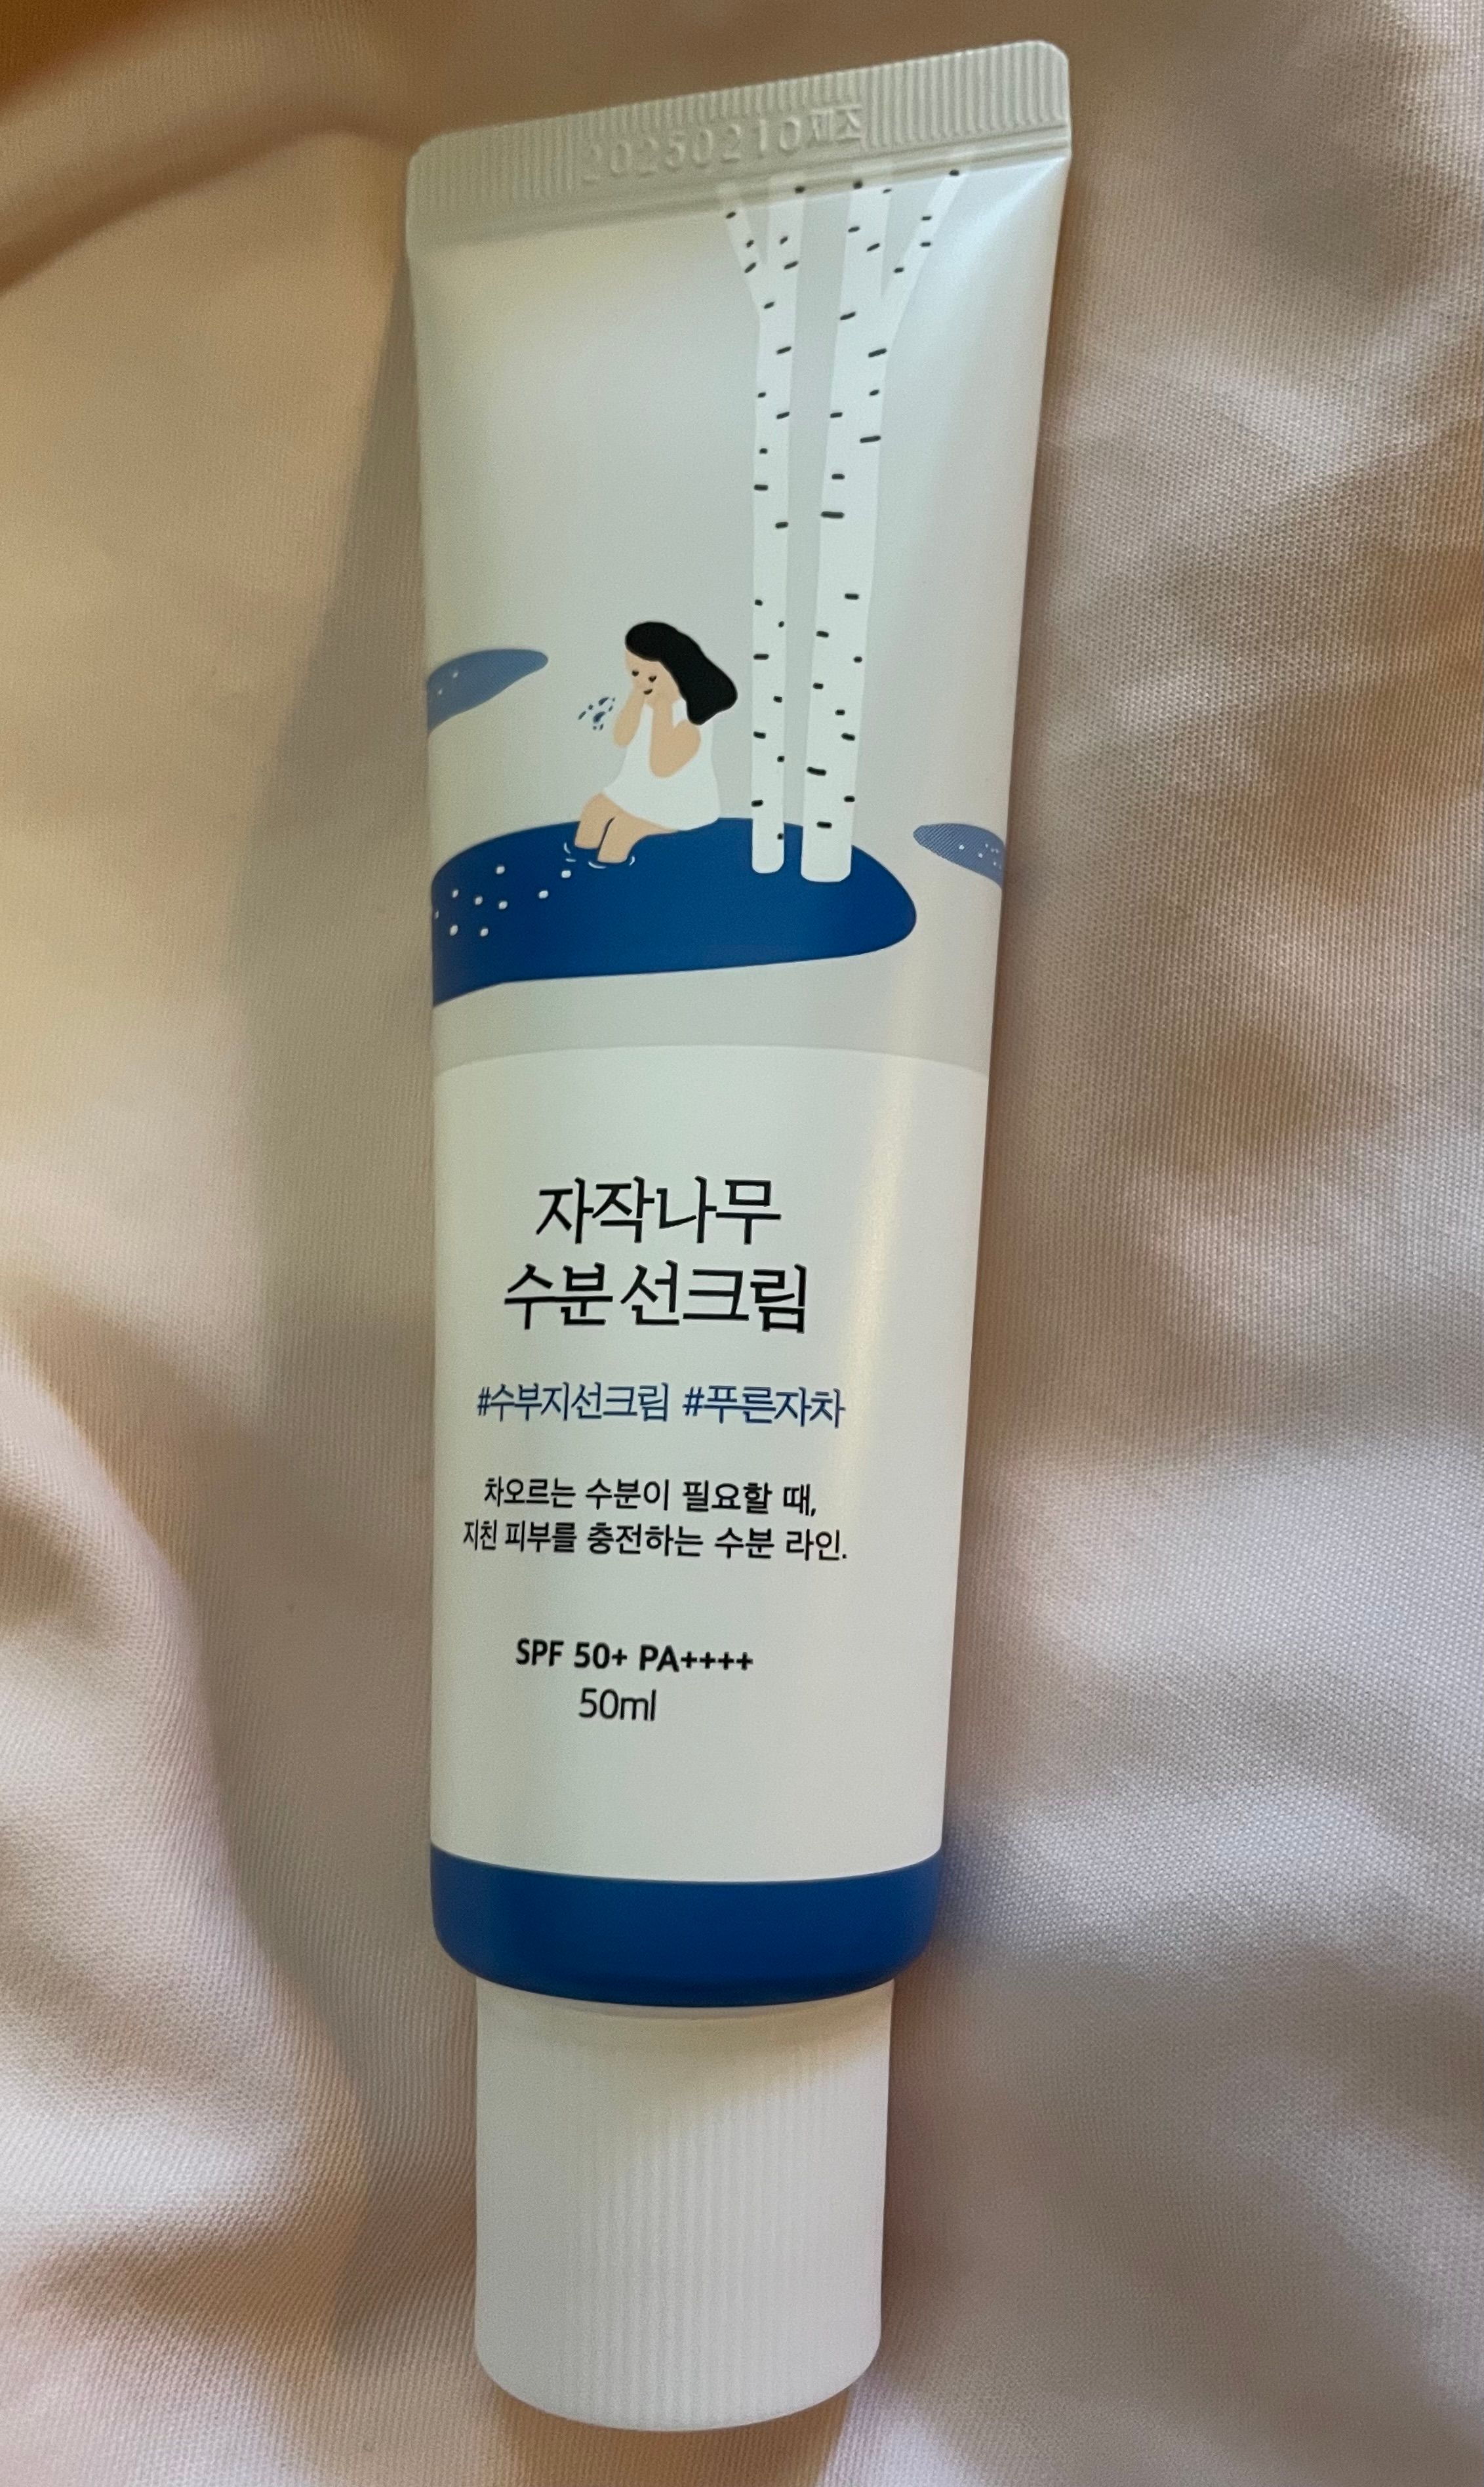 20250210제조
자작나무
수분 선크림
#수부지선크림 #푸른자차
차오르는 수분이 필요할 때,
지친 피부를 충전하는 수분 라인.
SPF 50+ PA++++
50ml